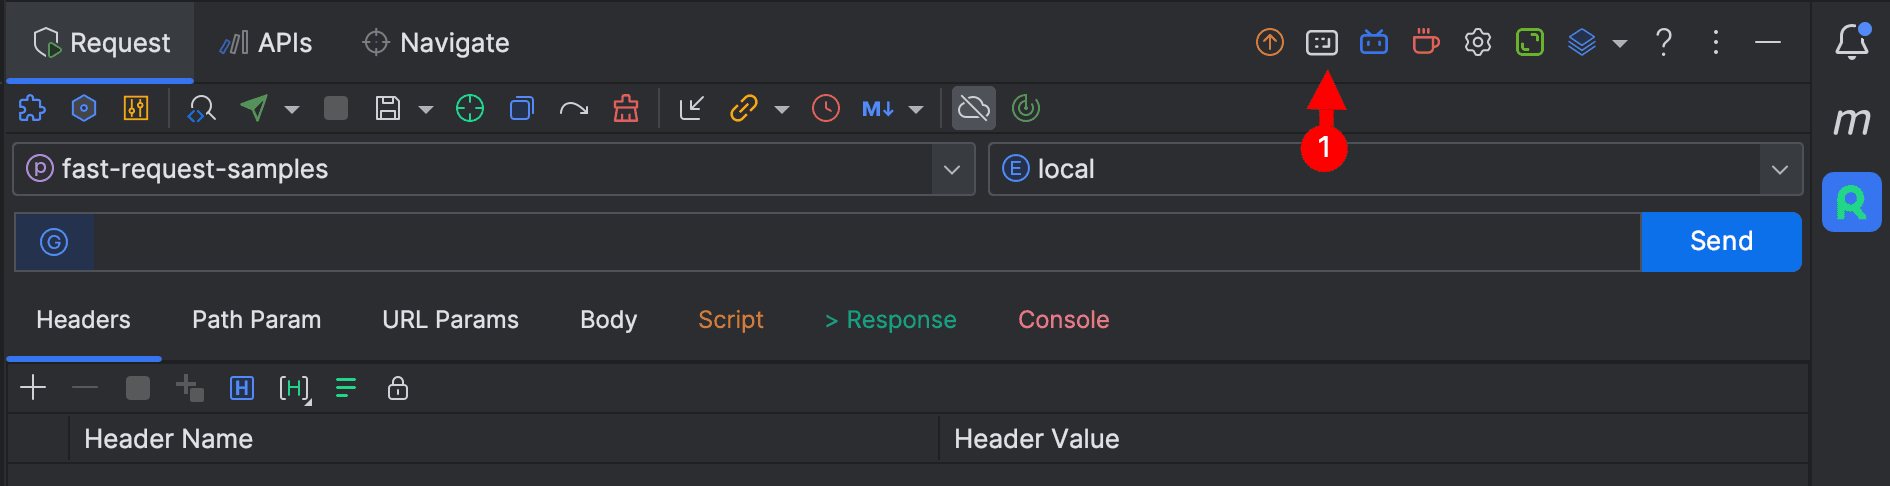 Request APIs Navigate ?
M↓
P fast-request-samples E local
1
G Send
m
R
Headers Path Param URL Params Body Script > Response Console
H [H]
Header Name Header Value